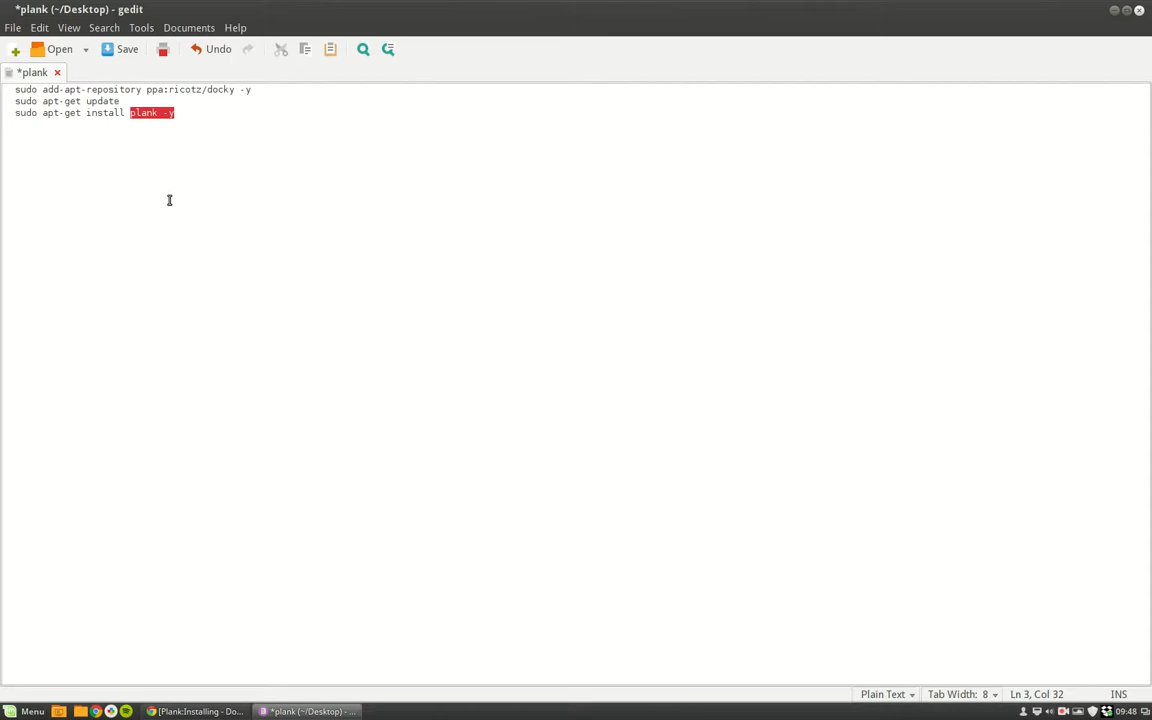 *plank (~/Desktop) - gedit
File Edit View Search Tools Documents Help
Open Save Undo
*plank
sudo add-apt-repository ppa:ricotz/docky -y
sudo apt-get update
sudo apt-get install plank -y
Plain Text Tab Width: 8 Ln 3, Col 32 INS
Menu [Plank:Installing - Do... *plank (~/Desktop) - ... 09:48